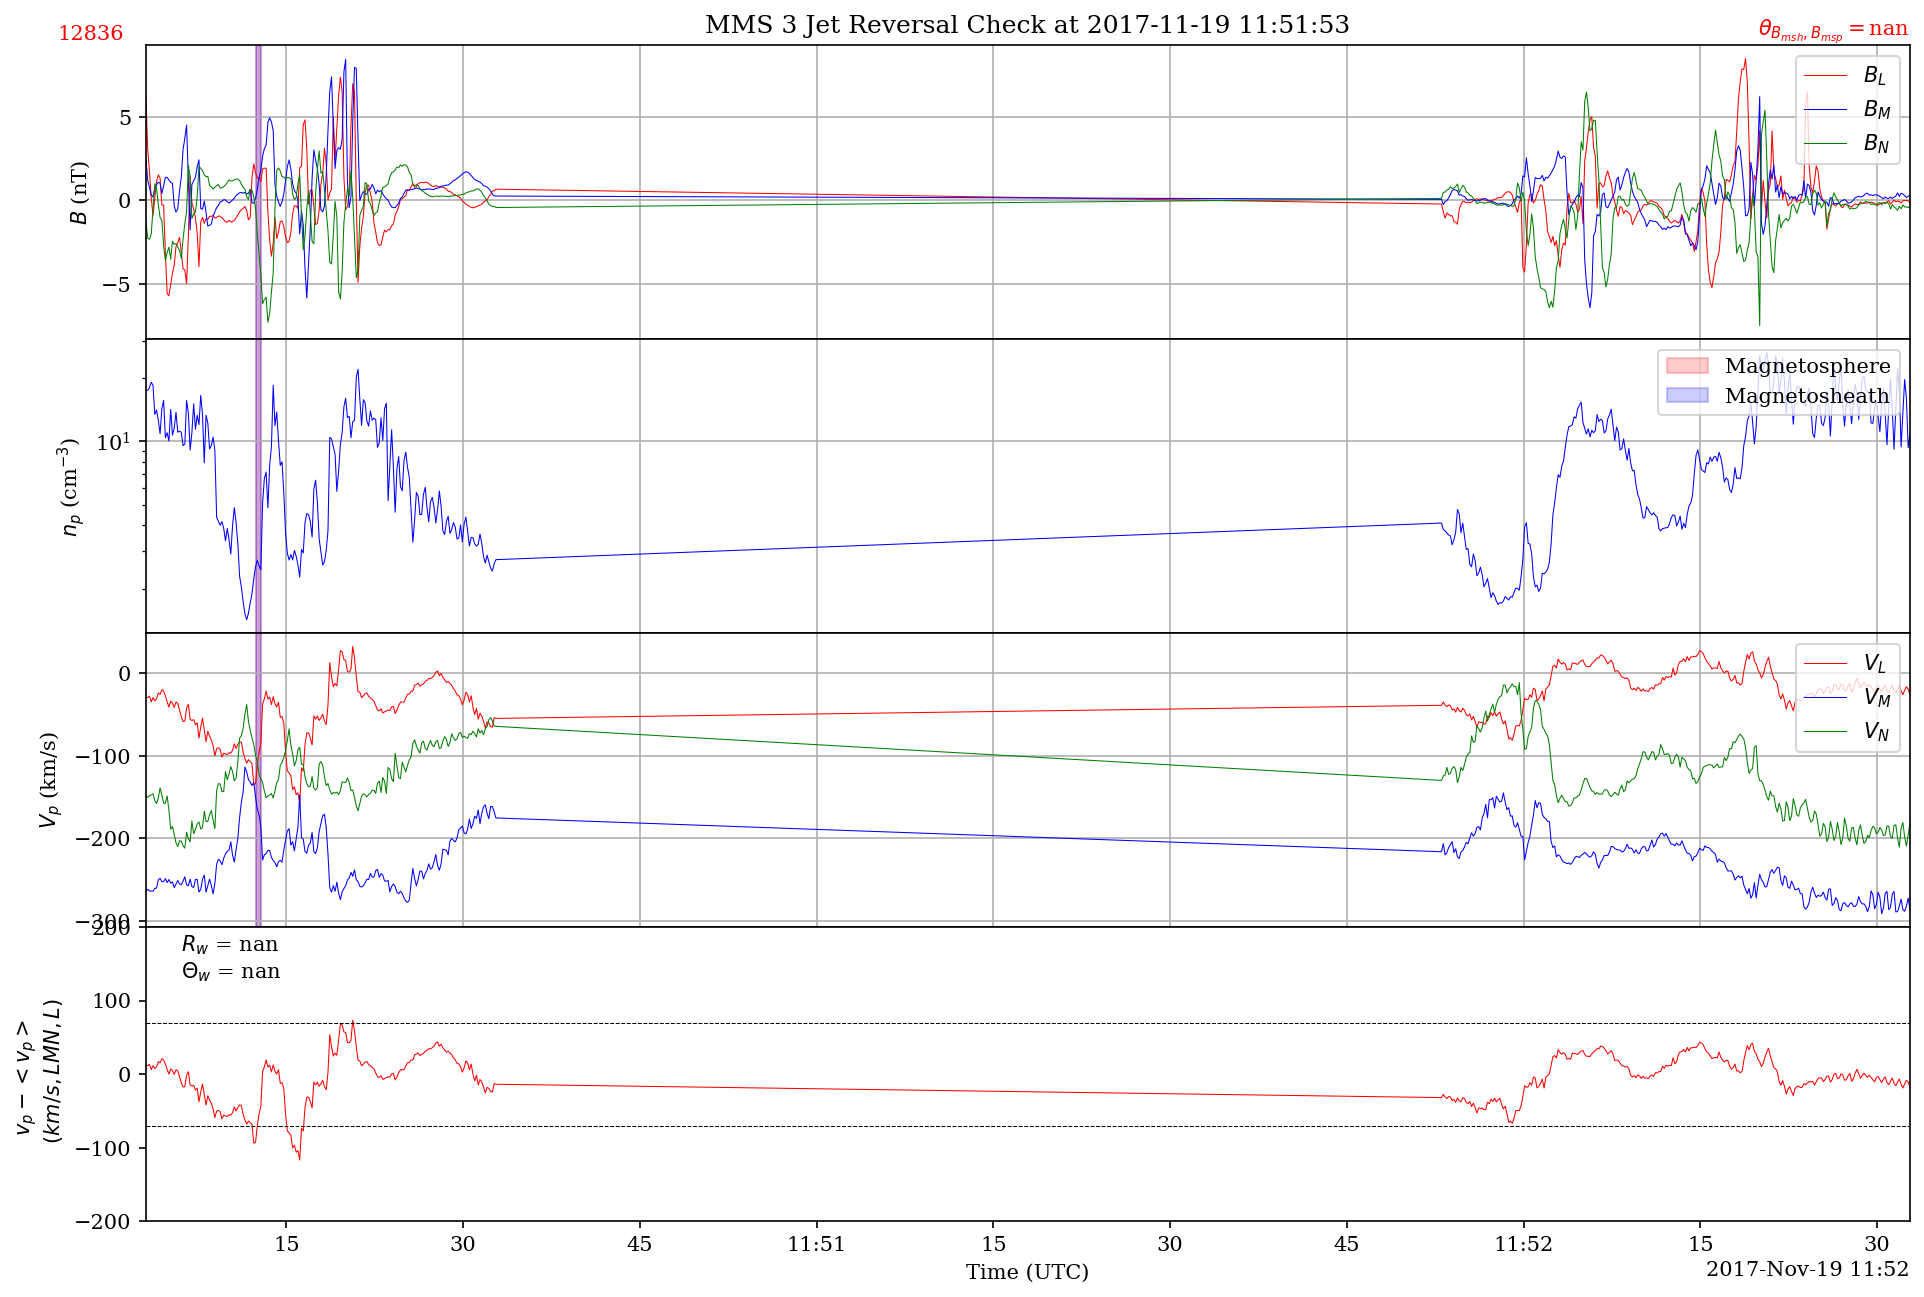 MMS 3 Jet Reversal Check at 2017-11-19 11:51:53
12836
θ_{B_{msh}, B_{msp}} = nan
B (nT)
5
0
−5
B_L
B_M
B_N
n_p (cm^{−3})
10^1
Magnetosphere
Magnetosheath
V_p (km/s)
0
−100
−200
−300
V_L
V_M
V_N
v_p − < v_p >
(km/s, LMN, L)
200
100
0
−100
−200
R_w = nan
Θ_w = nan
15 30 45 11:51 15 30 45 11:52 15 30
Time (UTC)
2017-Nov-19 11:52